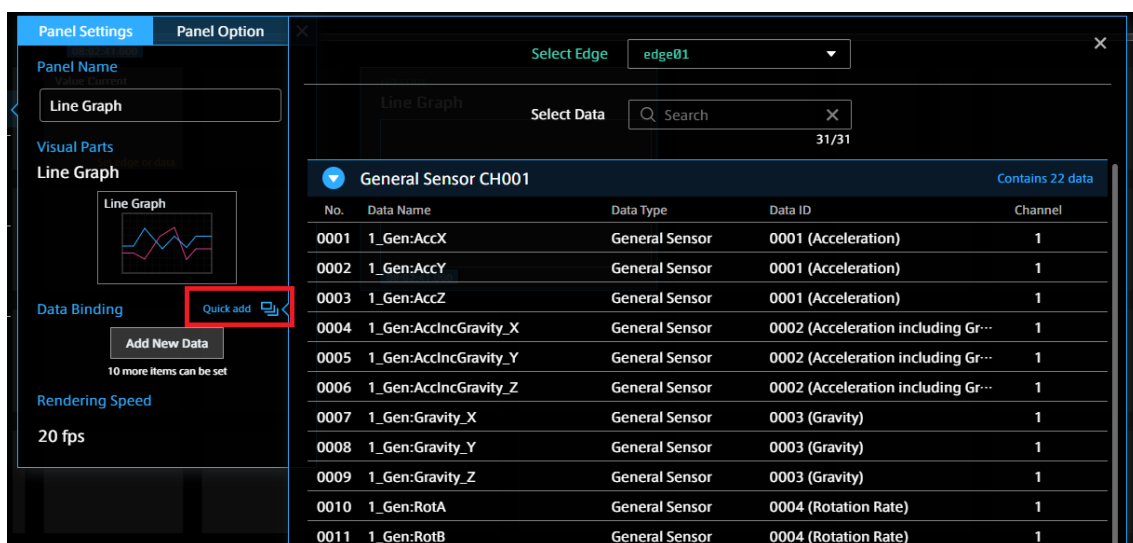 Panel Settings
Panel Option
Panel Name
Line Graph
Visual Parts
Line Graph
Line Graph
Data Binding
Quick add
Add New Data
10 more items can be set
Rendering Speed
20 fps
Select Edge
edge01
Line Graph
Select Data
Search
31/31
General Sensor CH001
Contains 22 data
No. Data Name Data Type Data ID Channel
0001 1_Gen:AccX General Sensor 0001 (Acceleration) 1
0002 1_Gen:AccY General Sensor 0001 (Acceleration) 1
0003 1_Gen:AccZ General Sensor 0001 (Acceleration) 1
0004 1_Gen:AccIncGravity_X General Sensor 0002 (Acceleration including Gr⋯ 1
0005 1_Gen:AccIncGravity_Y General Sensor 0002 (Acceleration including Gr⋯ 1
0006 1_Gen:AccIncGravity_Z General Sensor 0002 (Acceleration including Gr⋯ 1
0007 1_Gen:Gravity_X General Sensor 0003 (Gravity) 1
0008 1_Gen:Gravity_Y General Sensor 0003 (Gravity) 1
0009 1_Gen:Gravity_Z General Sensor 0003 (Gravity) 1
0010 1_Gen:RotA General Sensor 0004 (Rotation Rate) 1
0011 1_Gen:RotB General Sensor 0004 (Rotation Rate) 1